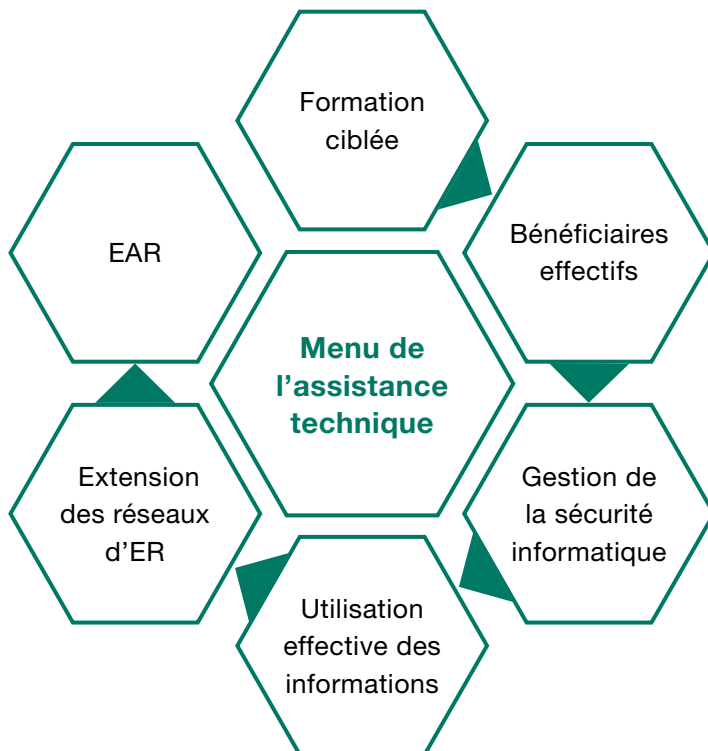 Formation
ciblée
Bénéficiaires
effectifs
Gestion de
la sécurité
informatique
Utilisation
effective des
informations
Extension
des réseaux
d’ER
EAR
Menu de
l’assistance
technique